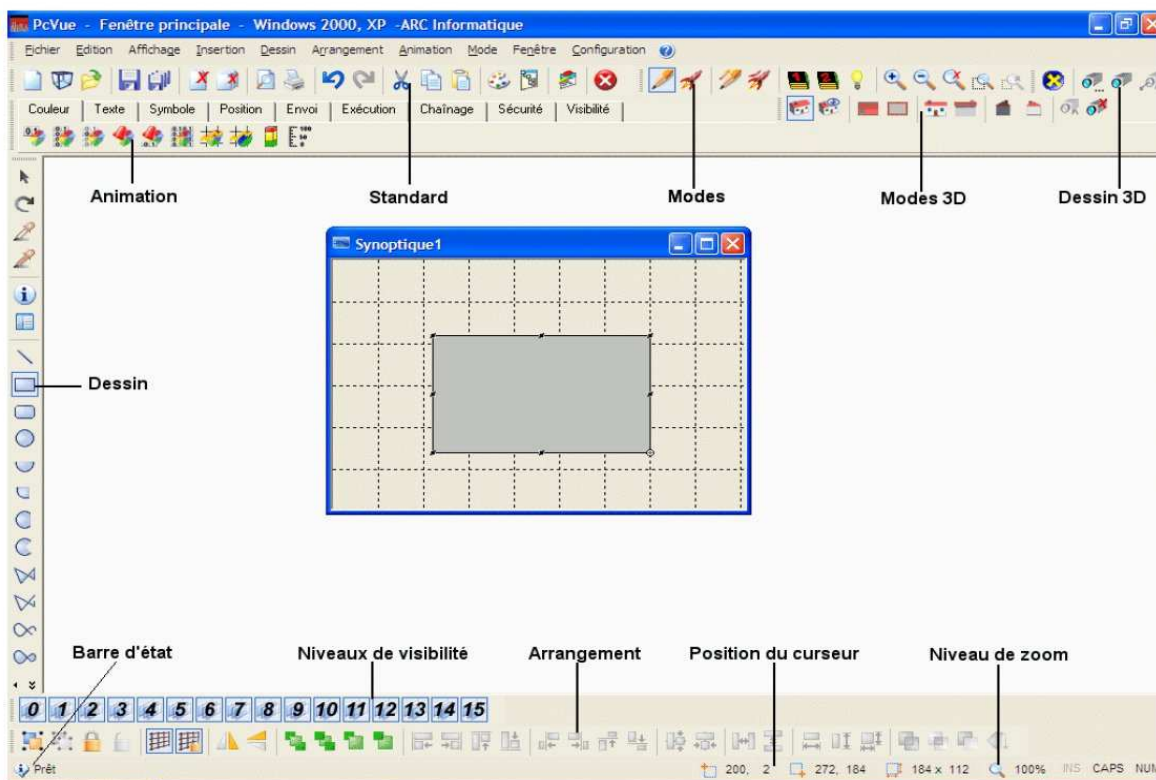 PcVue - Fenêtre principale - Windows 2000, XP -ARC Informatique
Fichier Edition Affichage Insertion Dessin Arrangement Animation Mode Fenêtre Configuration
Couleur Texte Symbole Position Envoi Exécution Chaînage Sécurité Visibilité
Animation Standard Modes Modes 3D Dessin 3D
Synoptique1
Dessin
Barre d'état Niveaux de visibilité Arrangement Position du curseur Niveau de zoom
0 1 2 3 4 5 6 7 8 9 10 11 12 13 14 15
Prêt 200, 2 272, 184 184 x 112 100% INS CAPS NUM